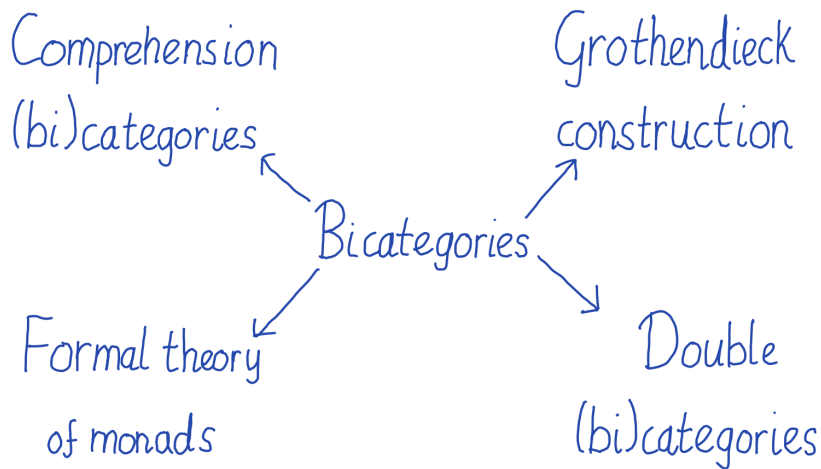 Comprehension
(bi)categories
Grothendieck
construction
Bicategories
Formal theory
of monads
Double
(bi)categories